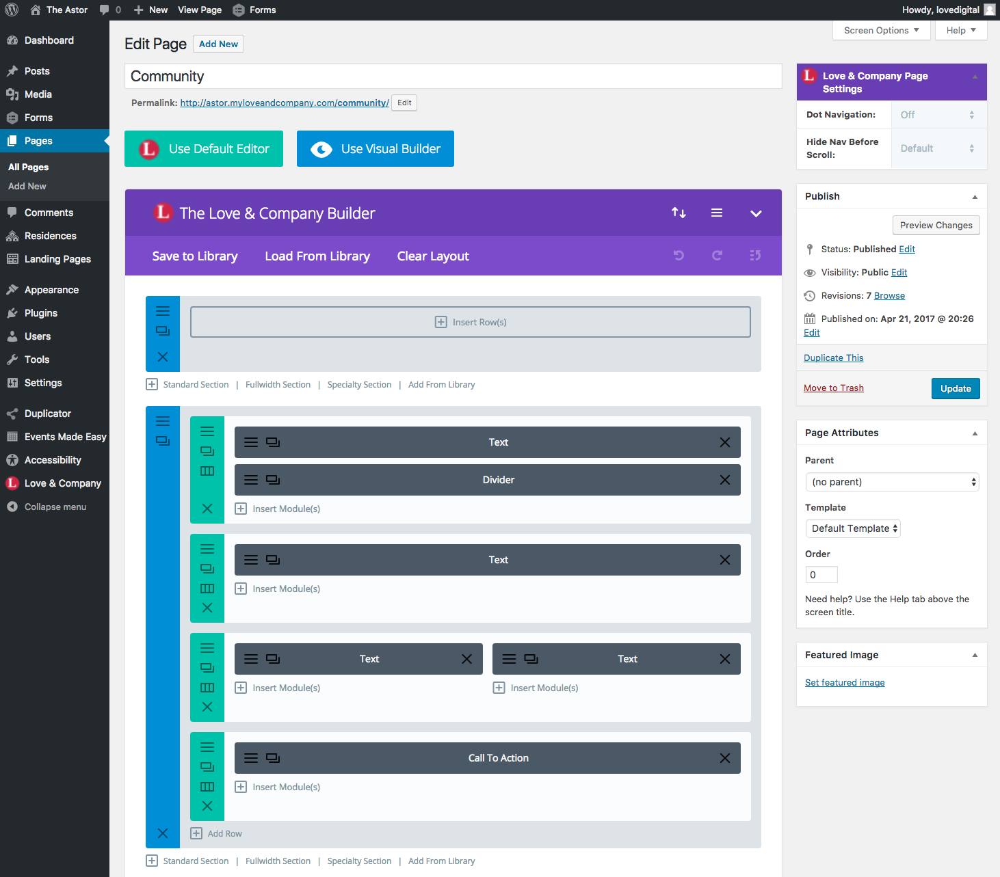 The Astor 0 New View Page Forms Howdy, lovedigital
Screen Options Help
Dashboard
Posts
Media
Forms
Pages
All Pages
Add New
Comments
Residences
Landing Pages
Appearance
Plugins
Users
Tools
Settings
Duplicator
Events Made Easy
Accessibility
L Love & Company
Collapse menu
Edit Page Add New
Community
Permalink: http://astor.myloveandcompany.com/community/ Edit
L Use Default Editor Use Visual Builder
L The Love & Company Builder
Save to Library Load From Library Clear Layout
Insert Row(s)
Standard Section | Fullwidth Section | Specialty Section | Add From Library
Text
Divider
Insert Module(s)
Text
Insert Module(s)
Text Text
Insert Module(s) Insert Module(s)
Call To Action
Insert Module(s)
Add Row
Standard Section | Fullwidth Section | Specialty Section | Add From Library
L Love & Company Page
Settings
Dot Navigation: Off
Hide Nav Before
Scroll:
Default
Publish
Preview Changes
Status: Published Edit
Visibility: Public Edit
Revisions: 7 Browse
Published on: Apr 21, 2017 @ 20:26
Edit
Duplicate This
Move to Trash Update
Page Attributes
Parent
(no parent)
Template
Default Template
Order
0
Need help? Use the Help tab above the
screen title.
Featured Image
Set featured image